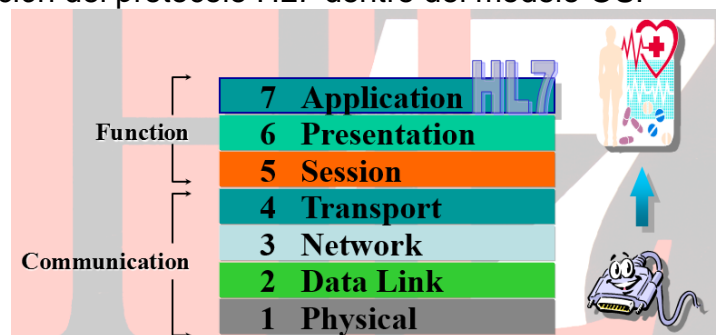 ción del protocolo HL7 dentro del modelo OSI
HL7
7 Application
6 Presentation
5 Session
4 Transport
3 Network
2 Data Link
1 Physical
Function
Communication